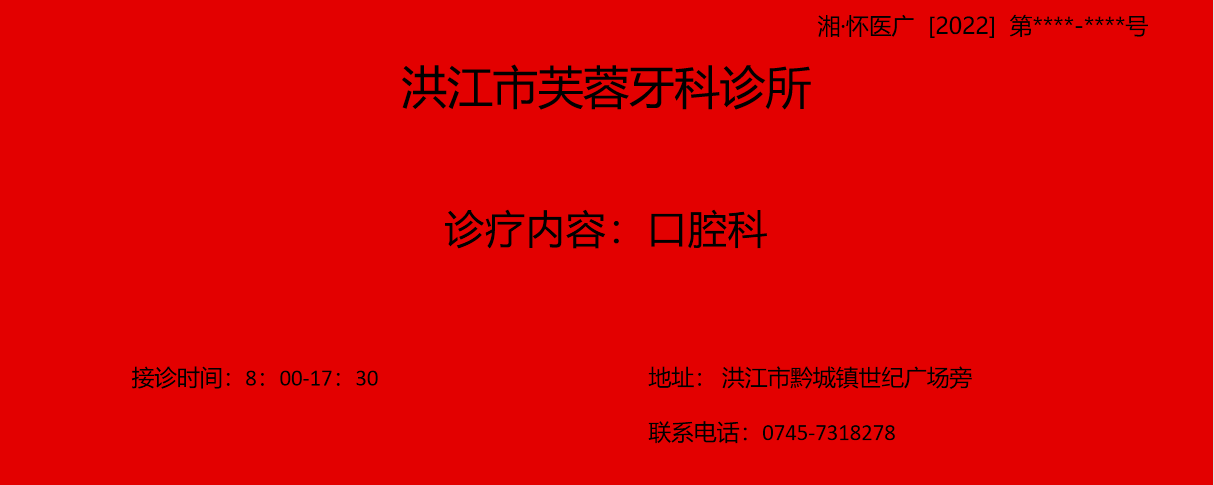 湘·怀医广 [2022] 第****-****号
洪江市芙蓉牙科诊所
诊疗内容：口腔科
接诊时间：8：00-17：30
地址： 洪江市黔城镇世纪广场旁
联系电话：0745-7318278